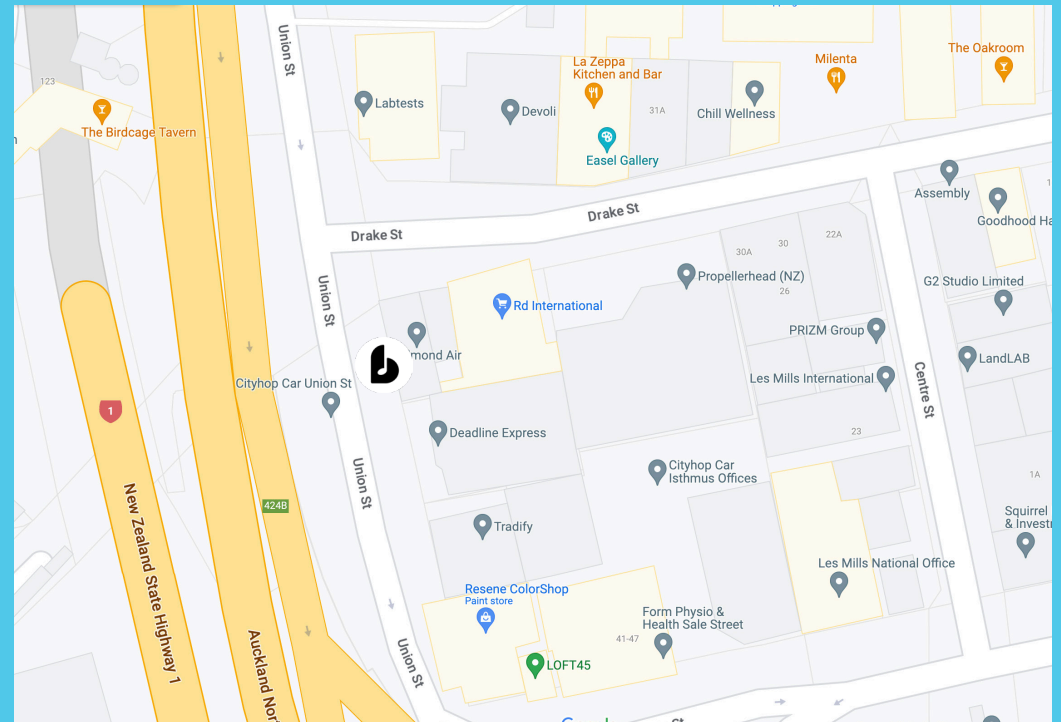 Union St
123
The Birdcage Tavern
Labtests
Devoli
La Zeppa
Kitchen and Bar
31A
Easel Gallery
Chill Wellness
Milenta
The Oakroom
Drake St
Drake St
Assembly
Goodhood Ha
Union St
Rd International
30A
30
22A
Propellerhead (NZ)
26
G2 Studio Limited
PRIZM Group
mond Air
LandLAB
Cityhop Car Union St
Les Mills International
Centre St
1
Deadline Express
23
Union St
Cityhop Car
Isthmus Offices
1A
424B
New Zealand State Highway 1
Tradify
Squirrel
& Investr
Les Mills National Office
Resene ColorShop
Paint store
Form Physio &
Health Sale Street
41-47
Auckland Nor
Union St
LOFT45
St